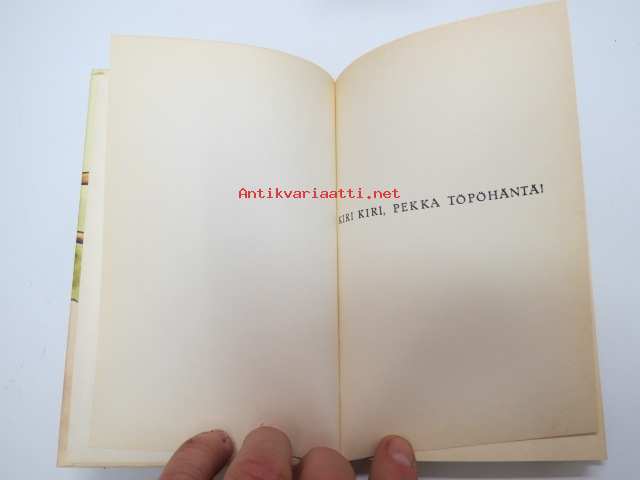 Antikvariaatti.net
KIRI KIRI, PEKKA TÖPÖHÄNTÄ!